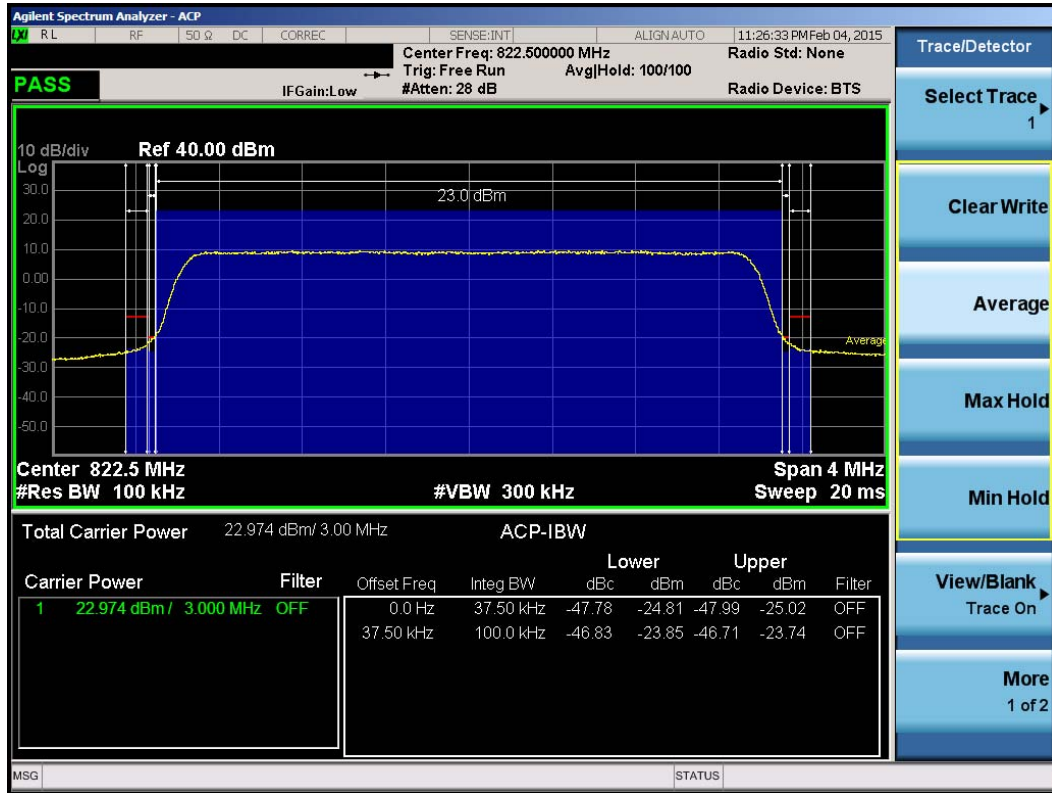 Agilent Spectrum Analyzer - ACP
LXI RL RF 50 Ω DC CORREC SENSE:INT ALIGN AUTO 11:26:33 PM Feb 04, 2015
Center Freq: 822.500000 MHz Radio Std: None
Trig: Free Run Avg|Hold: 100/100
PASS IFGain:Low #Atten: 28 dB Radio Device: BTS
10 dB/div Ref 40.00 dBm
Log
30.0
23.0 dBm
20.0
10.0
0.00
-10.0
-20.0
Average
-30.0
-40.0
-50.0
Center 822.5 MHz Span 4 MHz
#Res BW 100 kHz #VBW 300 kHz Sweep 20 ms
Total Carrier Power 22.974 dBm/ 3.00 MHz ACP-IBW
Lower Upper
Carrier Power Filter Offset Freq Integ BW dBc dBm dBc dBm Filter
1 22.974 dBm / 3.000 MHz OFF 0.0 Hz 37.50 kHz -47.78 -24.81 -47.99 -25.02 OFF
37.50 kHz 100.0 kHz -46.83 -23.85 -46.71 -23.74 OFF
MSG STATUS
Trace/Detector
Select Trace
1
Clear Write
Average
Max Hold
Min Hold
View/Blank
Trace On
More
1 of 2